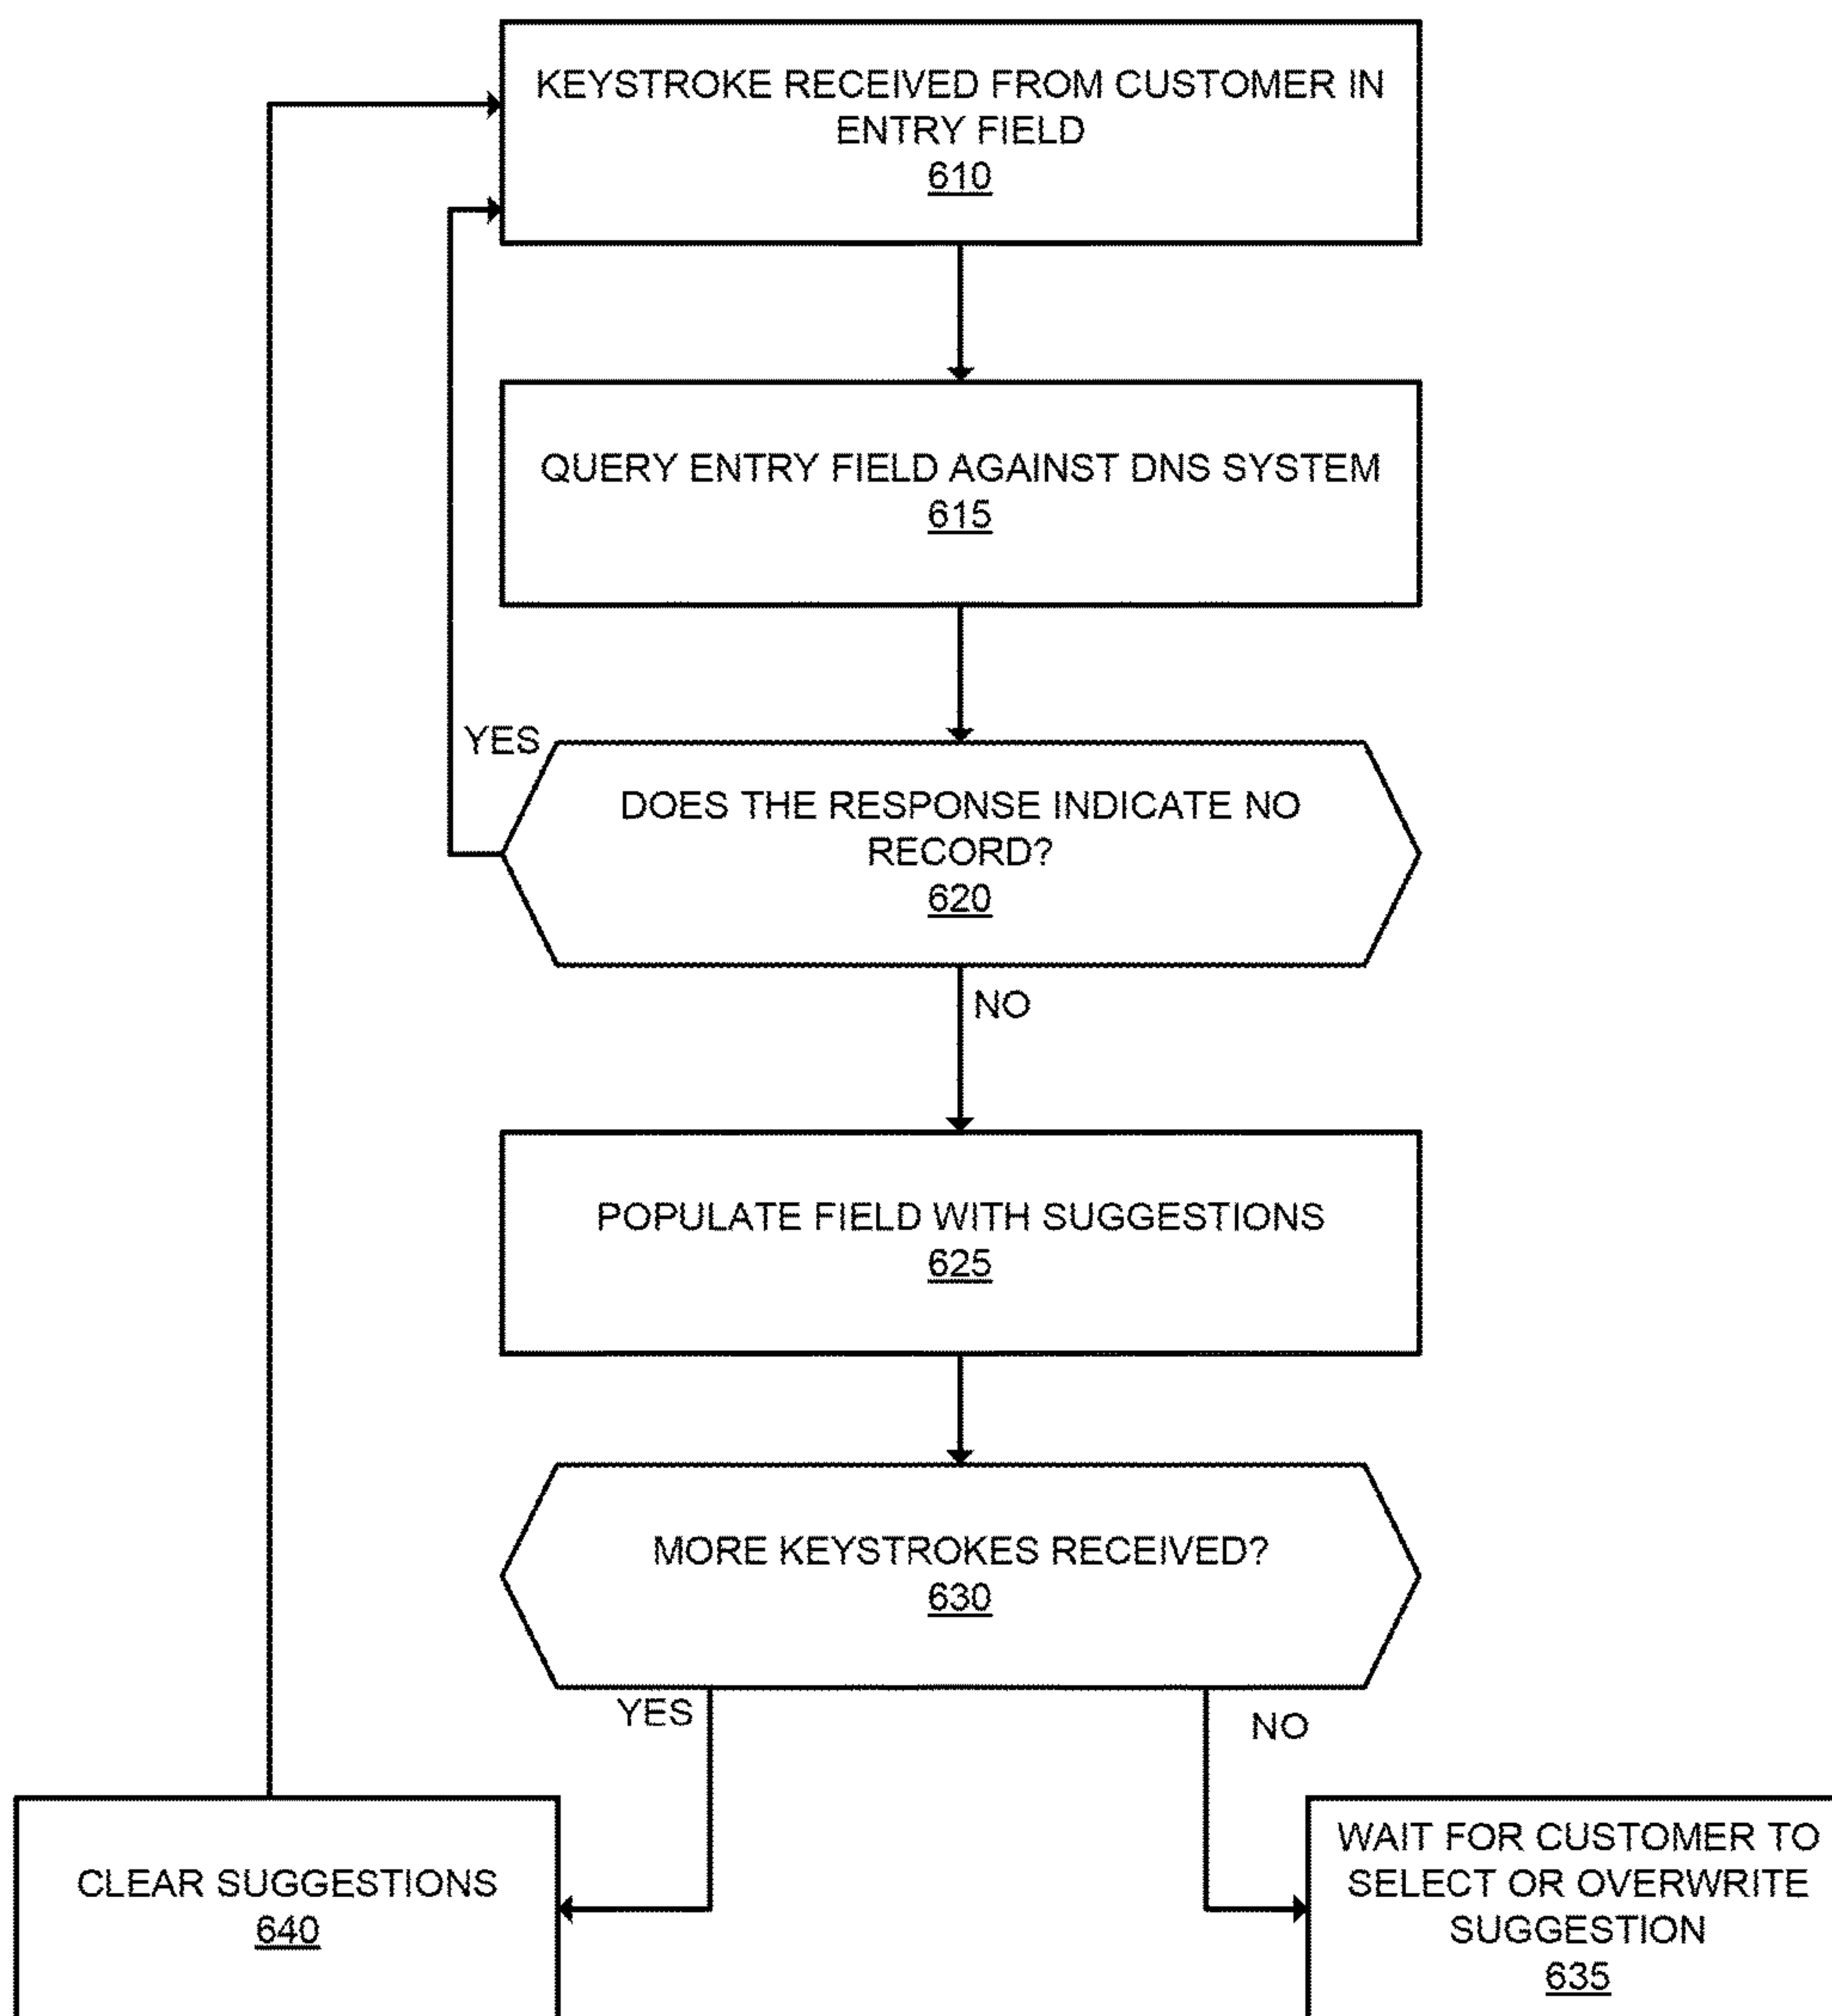 KEYSTROKE RECEIVED FROM CUSTOMER IN
ENTRY FIELD
610
QUERY ENTRY FIELD AGAINST DNS SYSTEM
615
YES
DOES THE RESPONSE INDICATE NO
RECORD?
620
NO
POPULATE FIELD WITH SUGGESTIONS
625
MORE KEYSTROKES RECEIVED?
630
YES
NO
CLEAR SUGGESTIONS
640
WAIT FOR CUSTOMER TO
SELECT OR OVERWRITE
SUGGESTION
635